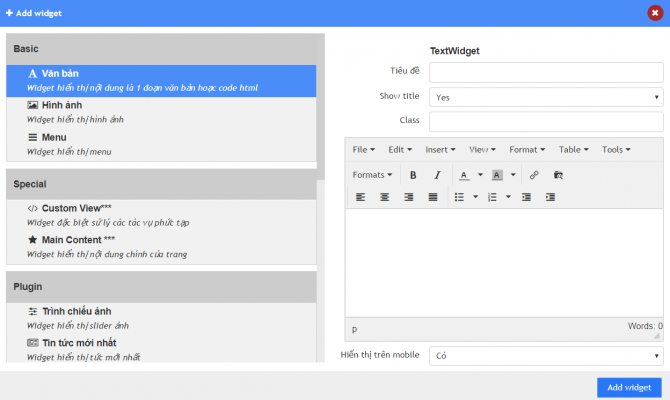 Add widget
Basic
Văn bản
Widget hiển thị nội dung là 1 đoạn văn bản hoặc code html
Hình ảnh
Widget hiển thị hình ảnh
Menu
Widget hiển thị menu
Special
Custom View***
Widget đặc biệt sử lý các tác vụ phức tạp
Main Content ***
Widget hiển thị nội dung chính của trang
Plugin
Trình chiếu ảnh
Widget hiển thị slider ảnh
Tin tức mới nhất
Widget hiển thị tức mới nhất
TextWidget
Tiêu đề
Show title Yes
Class
File Edit Insert View Format Table Tools
Formats B I A A
p Words: 0
Hiển thị trên mobile Có
Add widget